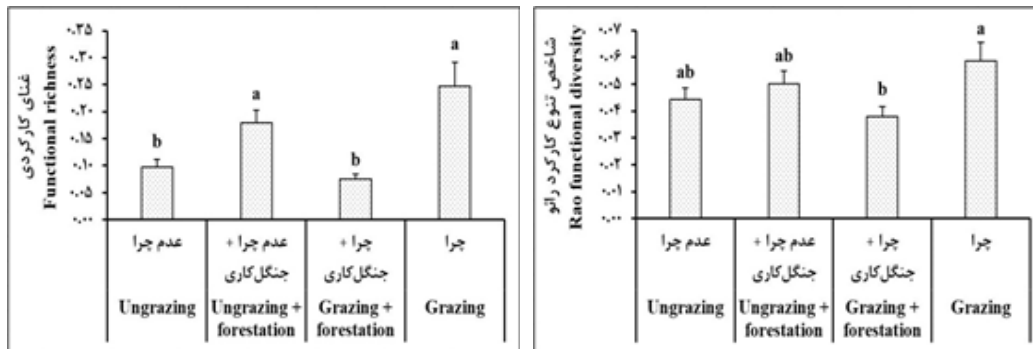 غنای کارکردی
Functional richness
۰.۳۵
۰.۳۰
۰.۲۵
۰.۲۰
۰.۱۵
۰.۱۰
۰.۰۵
۰.۰۰
b
a
b
a
عدم چرا
عدم چرا +
جنگل‌کاری
چرا +
جنگل‌کاری
چرا
Ungrazing
Ungrazing +
forestation
Grazing +
forestation
Grazing
شاخص تنوع کارکرد رائو
Rao functional diversity
۰.۰۷
۰.۰۶
۰.۰۵
۰.۰۴
۰.۰۳
۰.۰۲
۰.۰۱
۰.۰۰
ab
ab
b
a
عدم چرا
عدم چرا +
جنگل‌کاری
چرا +
جنگل‌کاری
چرا
Ungrazing
Ungrazing +
forestation
Grazing +
forestation
Grazing